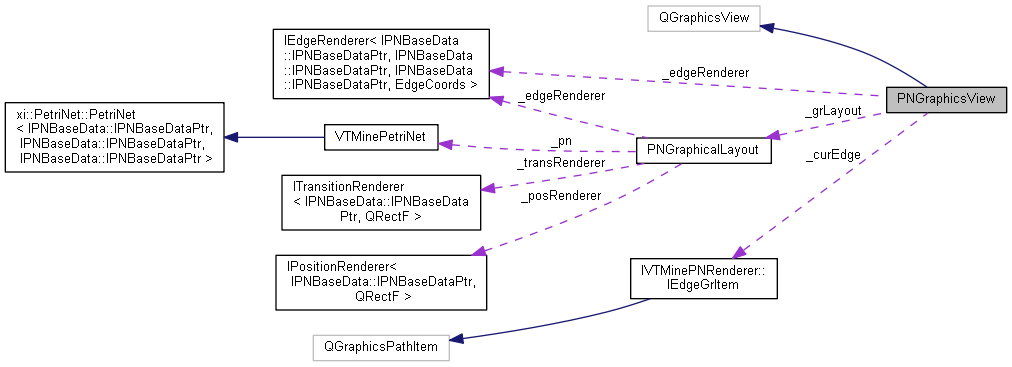 QGraphicsView
IEdgeRenderer< IPNBaseData
::IPNBaseDataPtr, IPNBaseData
::IPNBaseDataPtr, IPNBaseData
::IPNBaseDataPtr, EdgeCoords >
_edgeRenderer
PNGraphicsView
_edgeRenderer
_grLayout
xi::PetriNet::PetriNet
< IPNBaseData::IPNBaseDataPtr,
IPNBaseData::IPNBaseDataPtr,
IPNBaseData::IPNBaseDataPtr >
VTMinePetriNet
_pn
PNGraphicalLayout
_curEdge
_transRenderer
ITransitionRenderer
< IPNBaseData::IPNBaseData
Ptr, QRectF >
_posRenderer
IPositionRenderer<
IPNBaseData::IPNBaseDataPtr,
QRectF >
IVTMinePNRenderer::
IEdgeGrItem
QGraphicsPathItem